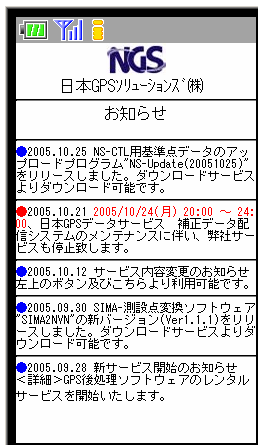 NGS
日本GPSｿﾘｭｰｼｮﾝｽﾞ㈱
お知らせ
●2005.10.25 NS-CTL用基準点データのアッ
プロードプログラム"NS-Update(20051025)"
をリリースしました。ダウンロードサービス
よりダウンロード可能です。
●2005.10.21 2005/10/24(月) 20:00 ～ 24:
00、日本GPSデータサービス　補正データ配
信システムのメンテナンスに伴い、弊社サー
ビスも停止致します。
●2005.10.12 サービス内容変更のお知らせ
左上のボタン及びこちらより利用可能です。
●2005.09.30 SIMA-測設点変換ソフトウェア
"SIMA2NYN"の新バージョン(Ver1.1.1)をリリ
ースしました。ダウンロードサービスよりダ
ウンロード可能です。
●2005.09.28 新サービス開始のお知らせ
＜詳細＞GPS後処理ソフトウェアのレンタル
サービスを開始いたします。